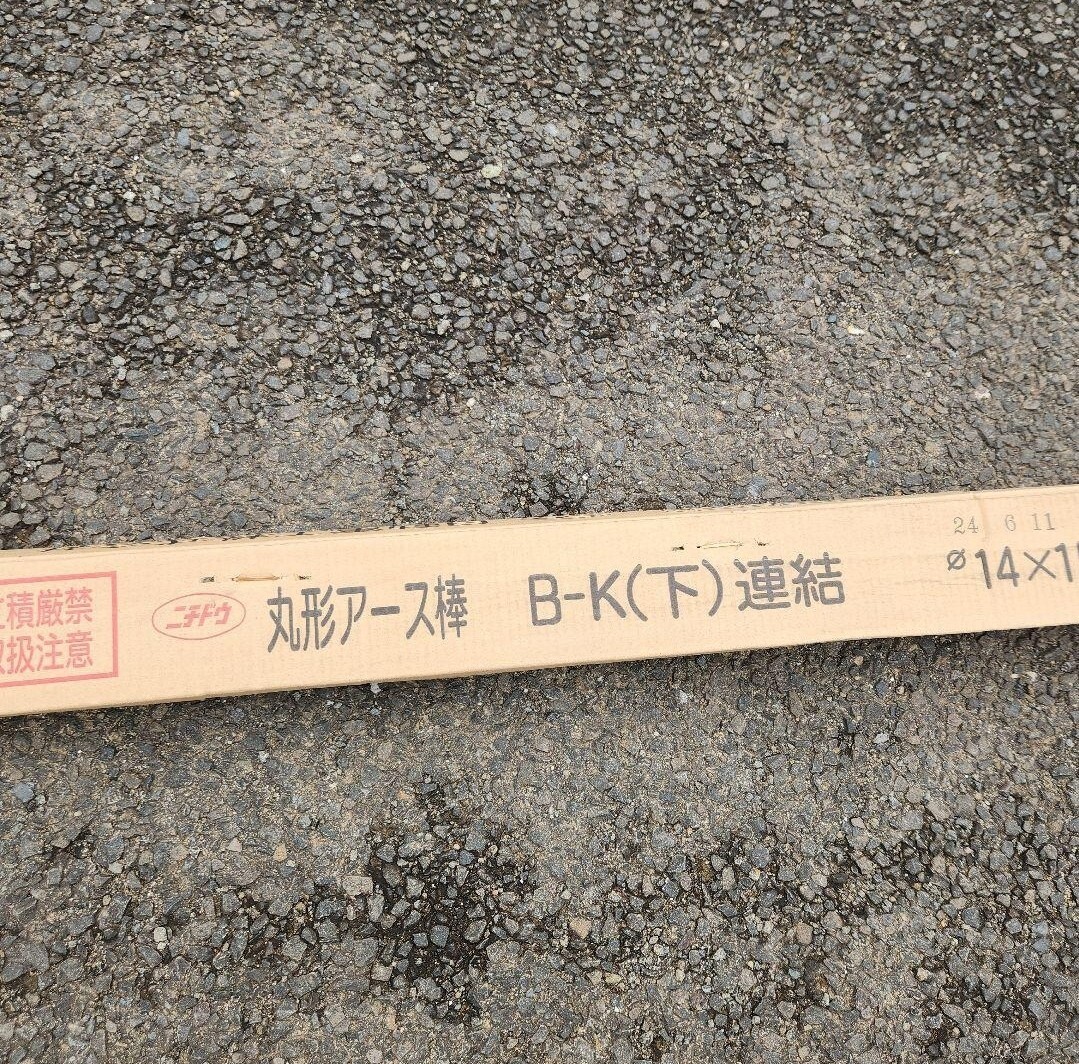 積厳禁
扱注意
ニチドウ
丸形アース棒 B-K(下)連結
24 6 11
ø14×1